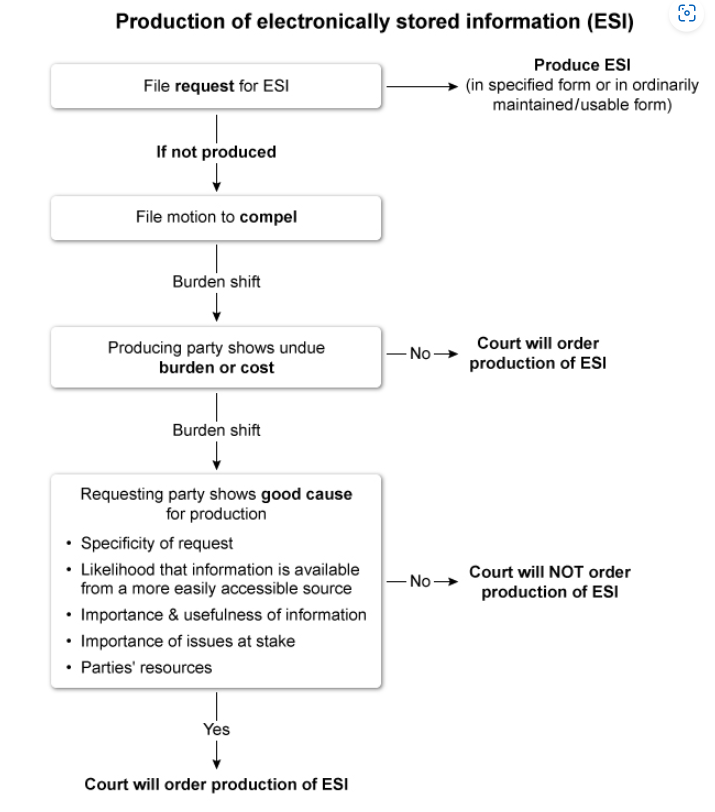 Production of electronically stored information (ESI)
File request for ESI
Produce ESI
(in specified form or in ordinarily
maintained/usable form)
If not produced
File motion to compel
Burden shift
Producing party shows undue
burden or cost
No
Court will order
production of ESI
Burden shift
Requesting party shows good cause
for production
• Specificity of request
• Likelihood that information is available
from a more easily accessible source
• Importance & usefulness of information
• Importance of issues at stake
• Parties' resources
No
Court will NOT order
production of ESI
Yes
Court will order production of ESI